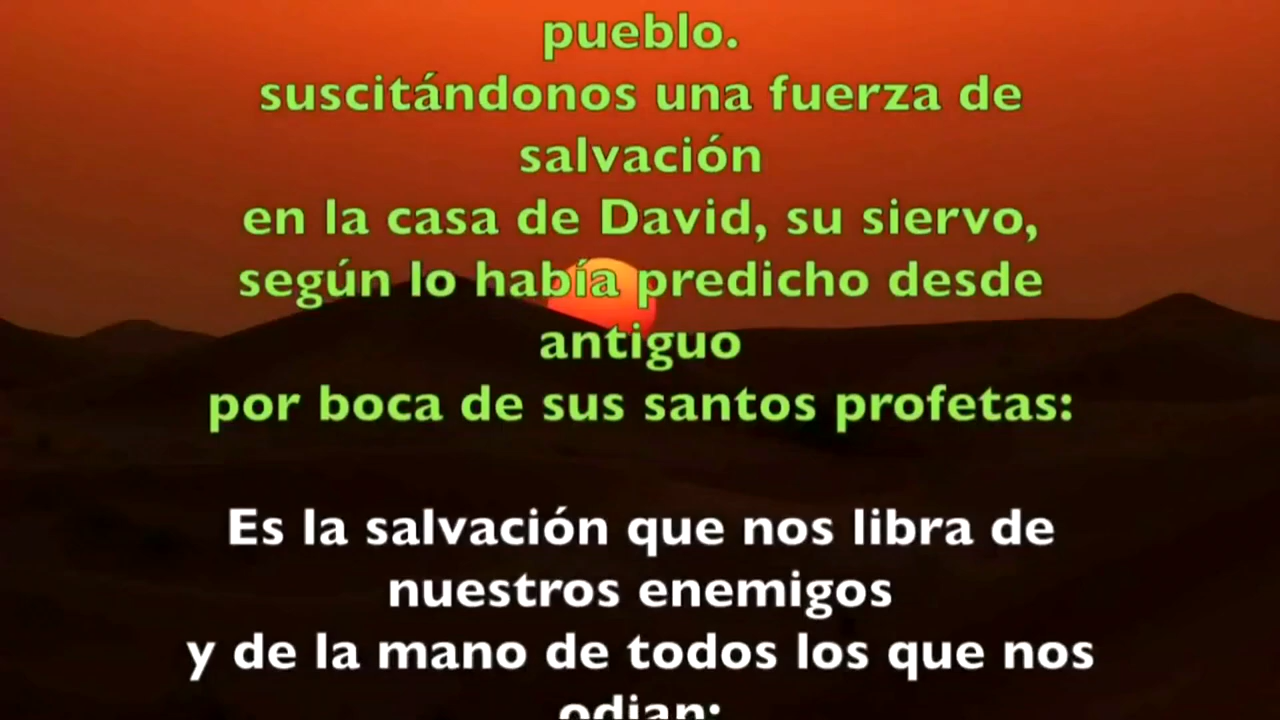 pueblo.
suscitándonos una fuerza de
salvación
en la casa de David, su siervo,
según lo había predicho desde
antiguo
por boca de sus santos profetas:
Es la salvación que nos libra de
nuestros enemigos
y de la mano de todos los que nos
odian;